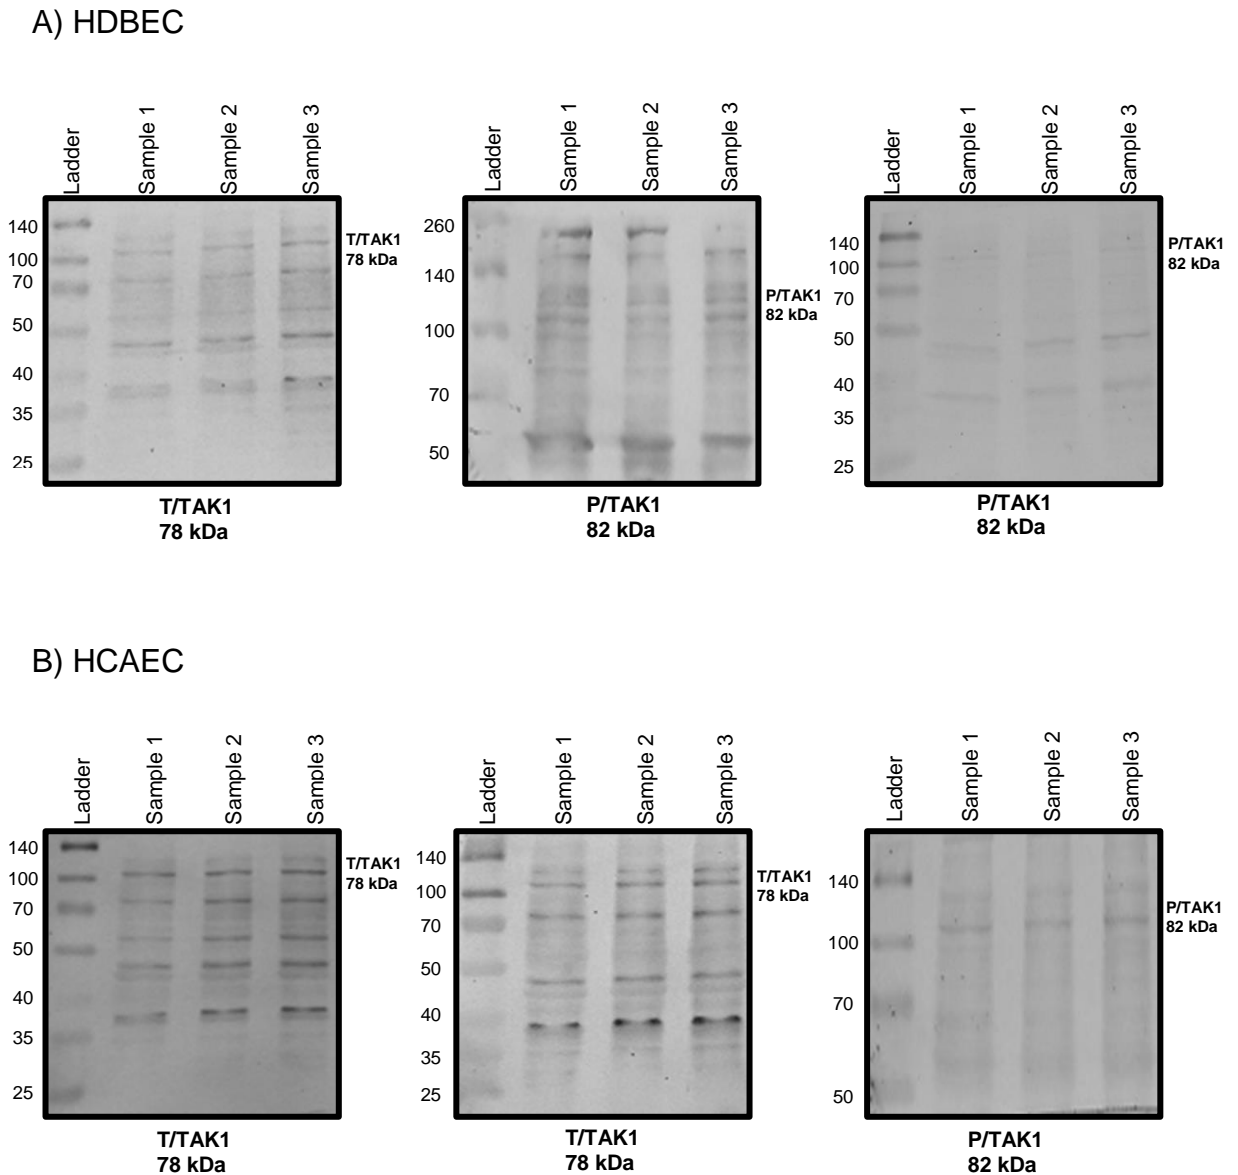 A) HDBEC
Ladder
Sample 1
Sample 2
Sample 3
140
100
70
50
40
35
25
T/TAK1
78 kDa
T/TAK1
78 kDa
Ladder
Sample 1
Sample 2
Sample 3
260
140
100
70
50
P/TAK1
82 kDa
P/TAK1
82 kDa
Ladder
Sample 1
Sample 2
Sample 3
140
100
70
50
40
35
25
P/TAK1
82 kDa
P/TAK1
82 kDa
B) HCAEC
Ladder
Sample 1
Sample 2
Sample 3
140
100
70
50
40
35
25
T/TAK1
78 kDa
T/TAK1
78 kDa
Ladder
Sample 1
Sample 2
Sample 3
140
100
70
50
40
35
25
T/TAK1
78 kDa
T/TAK1
78 kDa
Ladder
Sample 1
Sample 2
Sample 3
140
100
70
50
P/TAK1
82 kDa
P/TAK1
82 kDa